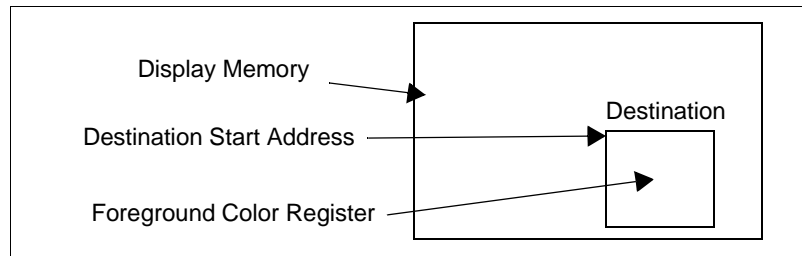 Display Memory
Destination
Destination Start Address
Foreground Color Register